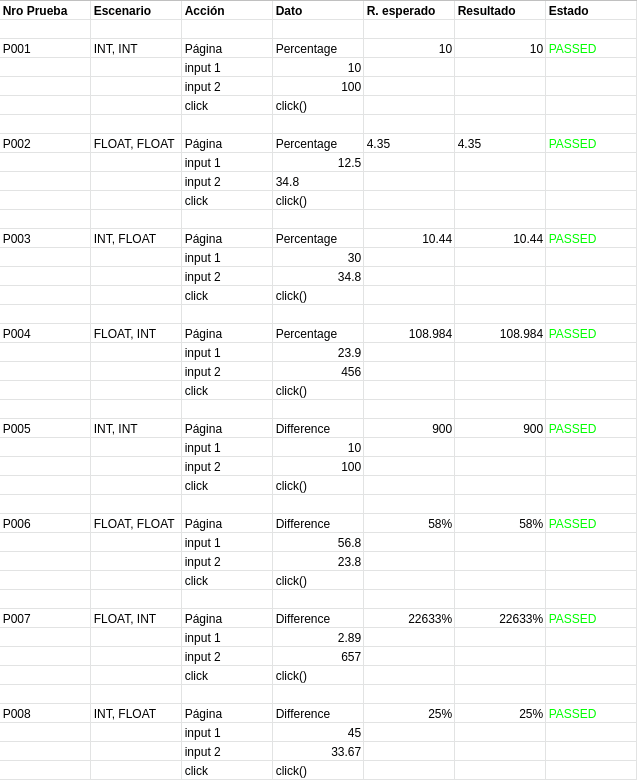 Nro Prueba Escenario Acción Dato R. esperado Resultado Estado
P001 INT, INT Página Percentage 10 10 PASSED
input 1 10
input 2 100
click click()
P002 FLOAT, FLOAT Página Percentage 4.35 4.35 PASSED
input 1 12.5
input 2 34.8
click click()
P003 INT, FLOAT Página Percentage 10.44 10.44 PASSED
input 1 30
input 2 34.8
click click()
P004 FLOAT, INT Página Percentage 108.984 108.984 PASSED
input 1 23.9
input 2 456
click click()
P005 INT, INT Página Difference 900 900 PASSED
input 1 10
input 2 100
click click()
P006 FLOAT, FLOAT Página Difference 58% 58% PASSED
input 1 56.8
input 2 23.8
click click()
P007 FLOAT, INT Página Difference 22633% 22633% PASSED
input 1 2.89
input 2 657
click click()
P008 INT, FLOAT Página Difference 25% 25% PASSED
input 1 45
input 2 33.67
click click()